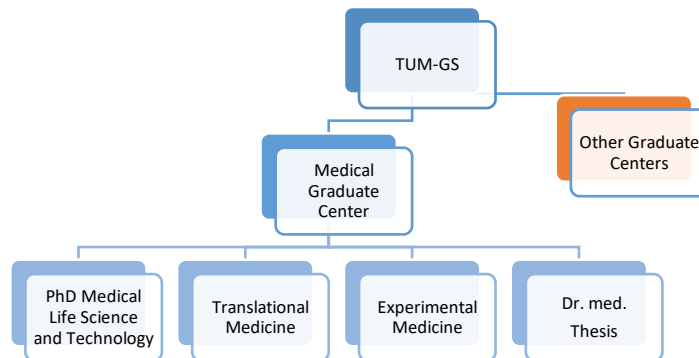 TUM-GS
Other Graduate
Centers
Medical
Graduate
Center
PhD Medical
Life Science
and Technology
Translational
Medicine
Experimental
Medicine
Dr. med.
Thesis